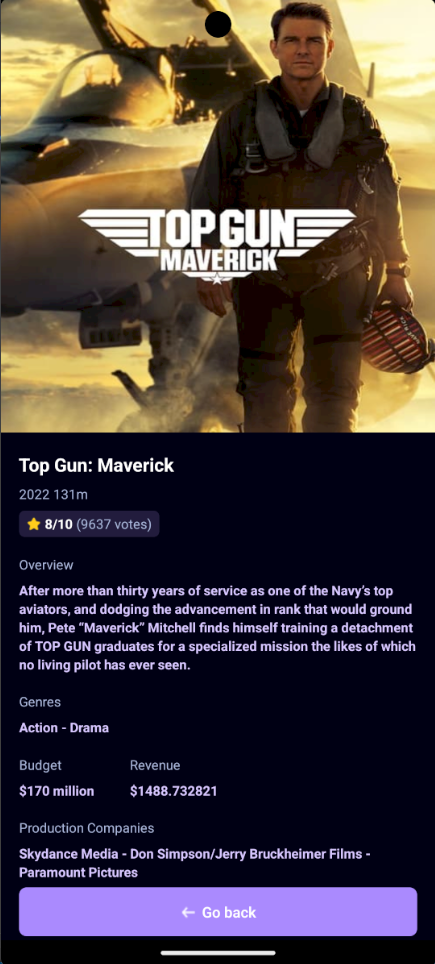 TOP GUN
MAVERICK
Top Gun: Maverick
2022 131m
8/10 (9637 votes)
Overview
After more than thirty years of service as one of the Navy’s top
aviators, and dodging the advancement in rank that would ground
him, Pete “Maverick” Mitchell finds himself training a detachment
of TOP GUN graduates for a specialized mission the likes of which
no living pilot has ever seen.
Genres
Action - Drama
Budget Revenue
$170 million $1488.732821
Production Companies
Skydance Media - Don Simpson/Jerry Bruckheimer Films -
Paramount Pictures
← Go back